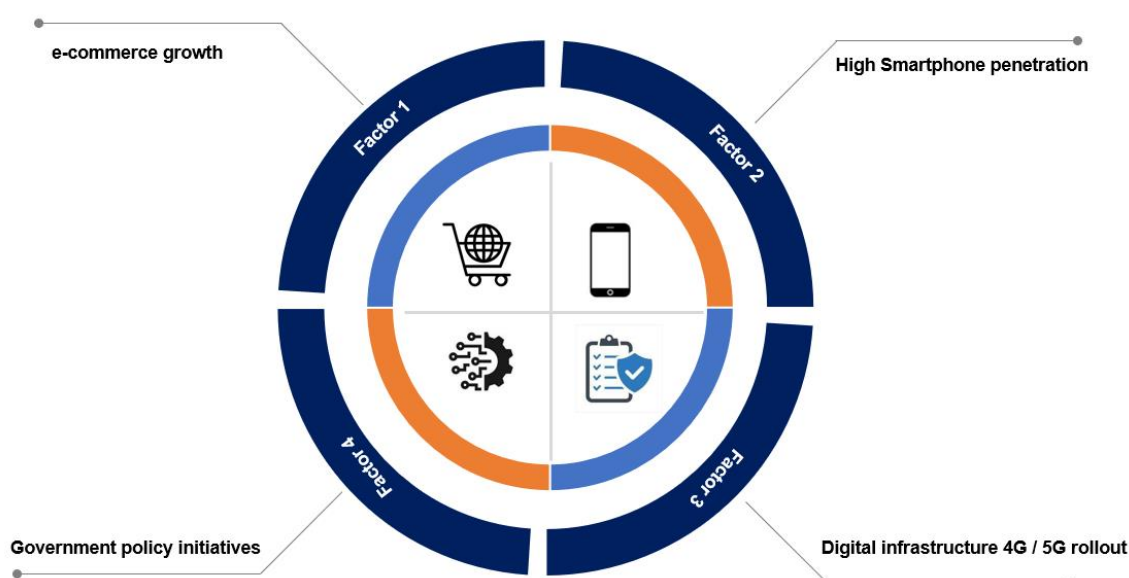 e-commerce growth
High Smartphone penetration
Factor 1
Factor 2
Factor 4
Factor 3
Government policy initiatives
Digital infrastructure 4G / 5G rollout